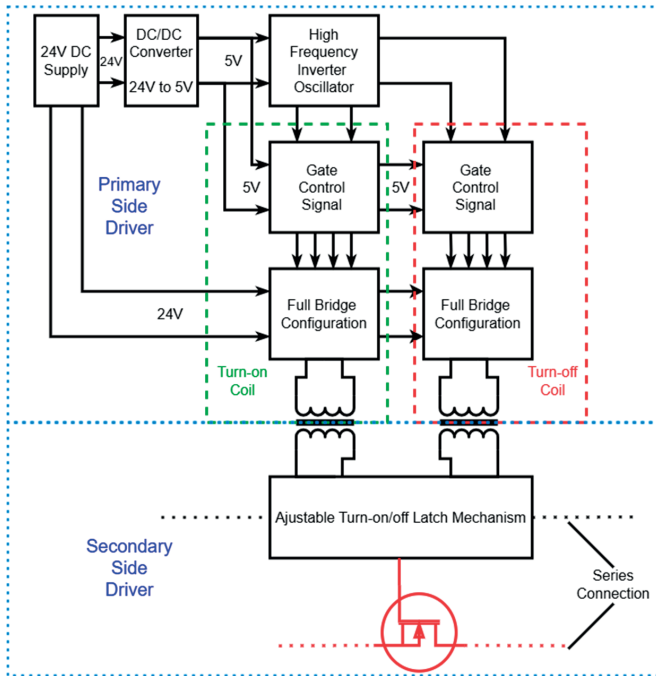 24V DC
Supply
24V
DC/DC
Converter
24V to 5V
5V
High
Frequency
Inverter
Oscillator
Primary
Side
Driver
5V
Gate
Control
Signal
5V
Gate
Control
Signal
24V
Full Bridge
Configuration
Full Bridge
Configuration
Turn-on
Coil
Turn-off
Coil
Ajustable Turn-on/off Latch Mechanism
Secondary
Side
Driver
Series
Connection